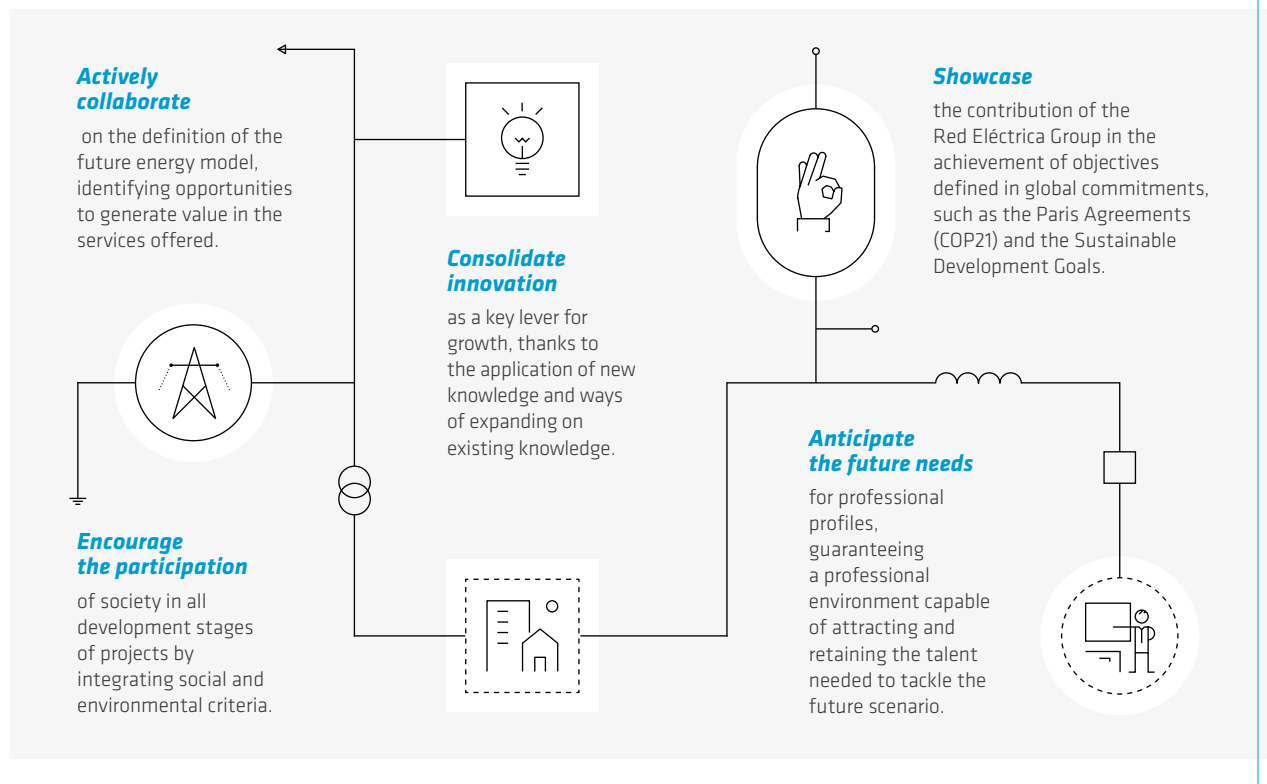 Actively
collaborate
on the definition of the
future energy model,
identifying opportunities
to generate value in the
services offered.
Encourage
the participation
of society in all
development stages
of projects by
integrating social and
environmental criteria.
Consolidate
innovation
as a key lever for
growth, thanks to
the application of new
knowledge and ways
of expanding on
existing knowledge.
Showcase
the contribution of the
Red Eléctrica Group in the
achievement of objectives
defined in global commitments,
such as the Paris Agreements
(COP21) and the Sustainable
Development Goals.
Anticipate
the future needs
for professional
profiles,
guaranteeing
a professional
environment capable
of attracting and
retaining the talent
needed to tackle the
future scenario.